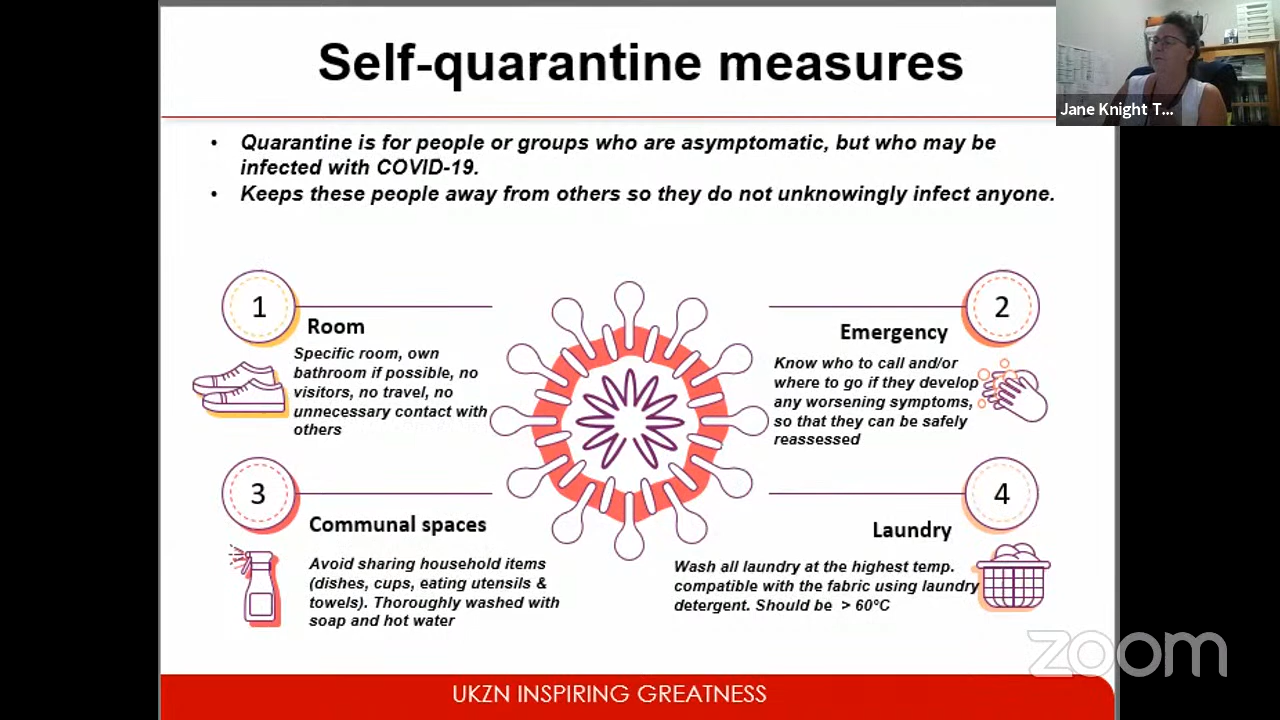 Self-quarantine measures
Jane Knight T...
• Quarantine is for people or groups who are asymptomatic, but who may be
infected with COVID-19.
• Keeps these people away from others so they do not unknowingly infect anyone.
1
Room
Specific room, own
bathroom if possible, no
visitors, no travel, no
unnecessary contact with
others
2
Emergency
Know who to call and/or
where to go if they develop
any worsening symptoms,
so that they can be safely
reassessed
3
Communal spaces
Avoid sharing household items
(dishes, cups, eating utensils &
towels). Thoroughly washed with
soap and hot water
4
Laundry
Wash all laundry at the highest temp.
compatible with the fabric using laundry
detergent. Should be > 60°C
zoom
UKZN INSPIRING GREATNESS